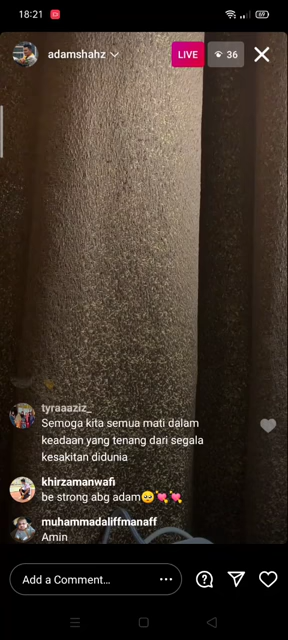 18:21
69
adamshahz
LIVE
36
tyraaaziz_
Semoga kita semua mati dalam
keadaan yang tenang dari segala
kesakitan didunia
khirzamanwafi
be strong abg adam🥺💘💘
muhammadaliffmanaff
Amin
Add a Comment...